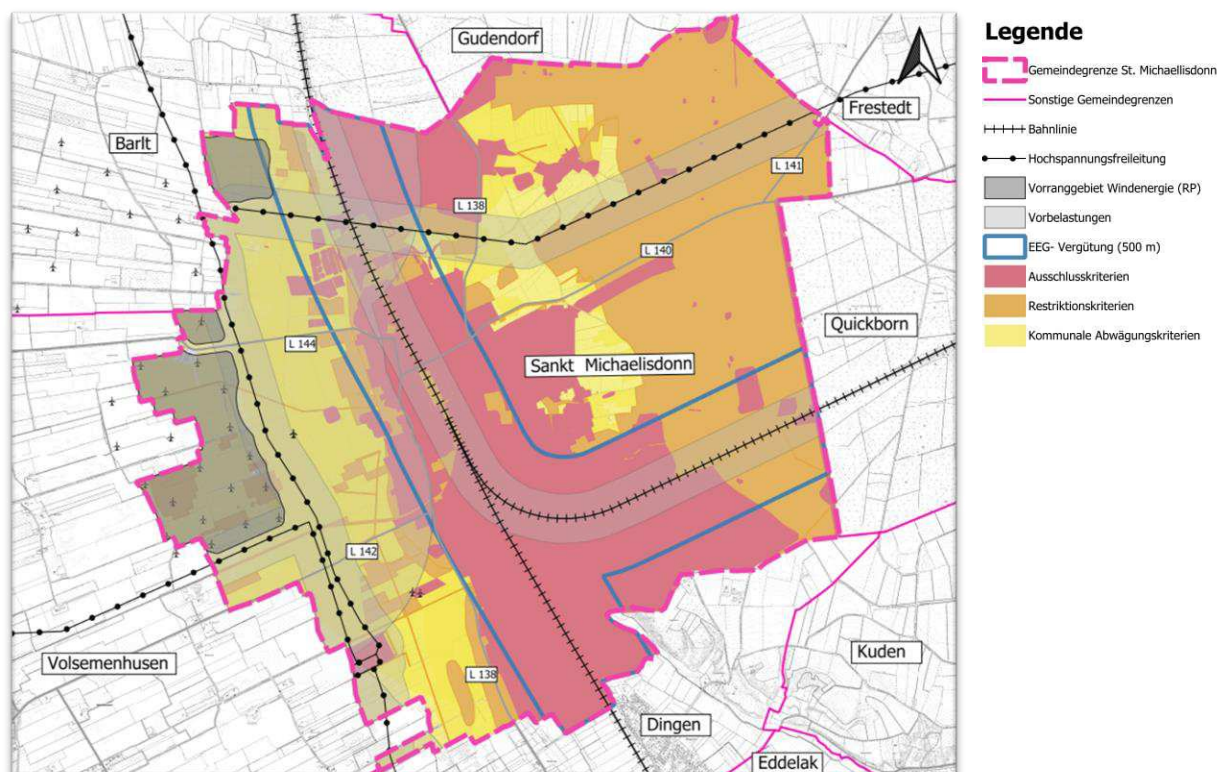 Gudendorf
Barlt
Frestedt
L 141
L 138
L 140
Quickborn
L 144
Sankt Michaelisdonn
L 142
Volsemenhusen
Kuden
L 138
Dingen
Eddelak
Legende
Gemeindegrenze St. Michaellisdonn
Sonstige Gemeindegrenzen
Bahnlinie
Hochspannungsfreileitung
Vorranggebiet Windenergie (RP)
Vorbelastungen
EEG- Vergütung (500 m)
Ausschlusskriterien
Restriktionskriterien
Kommunale Abwägungskriterien